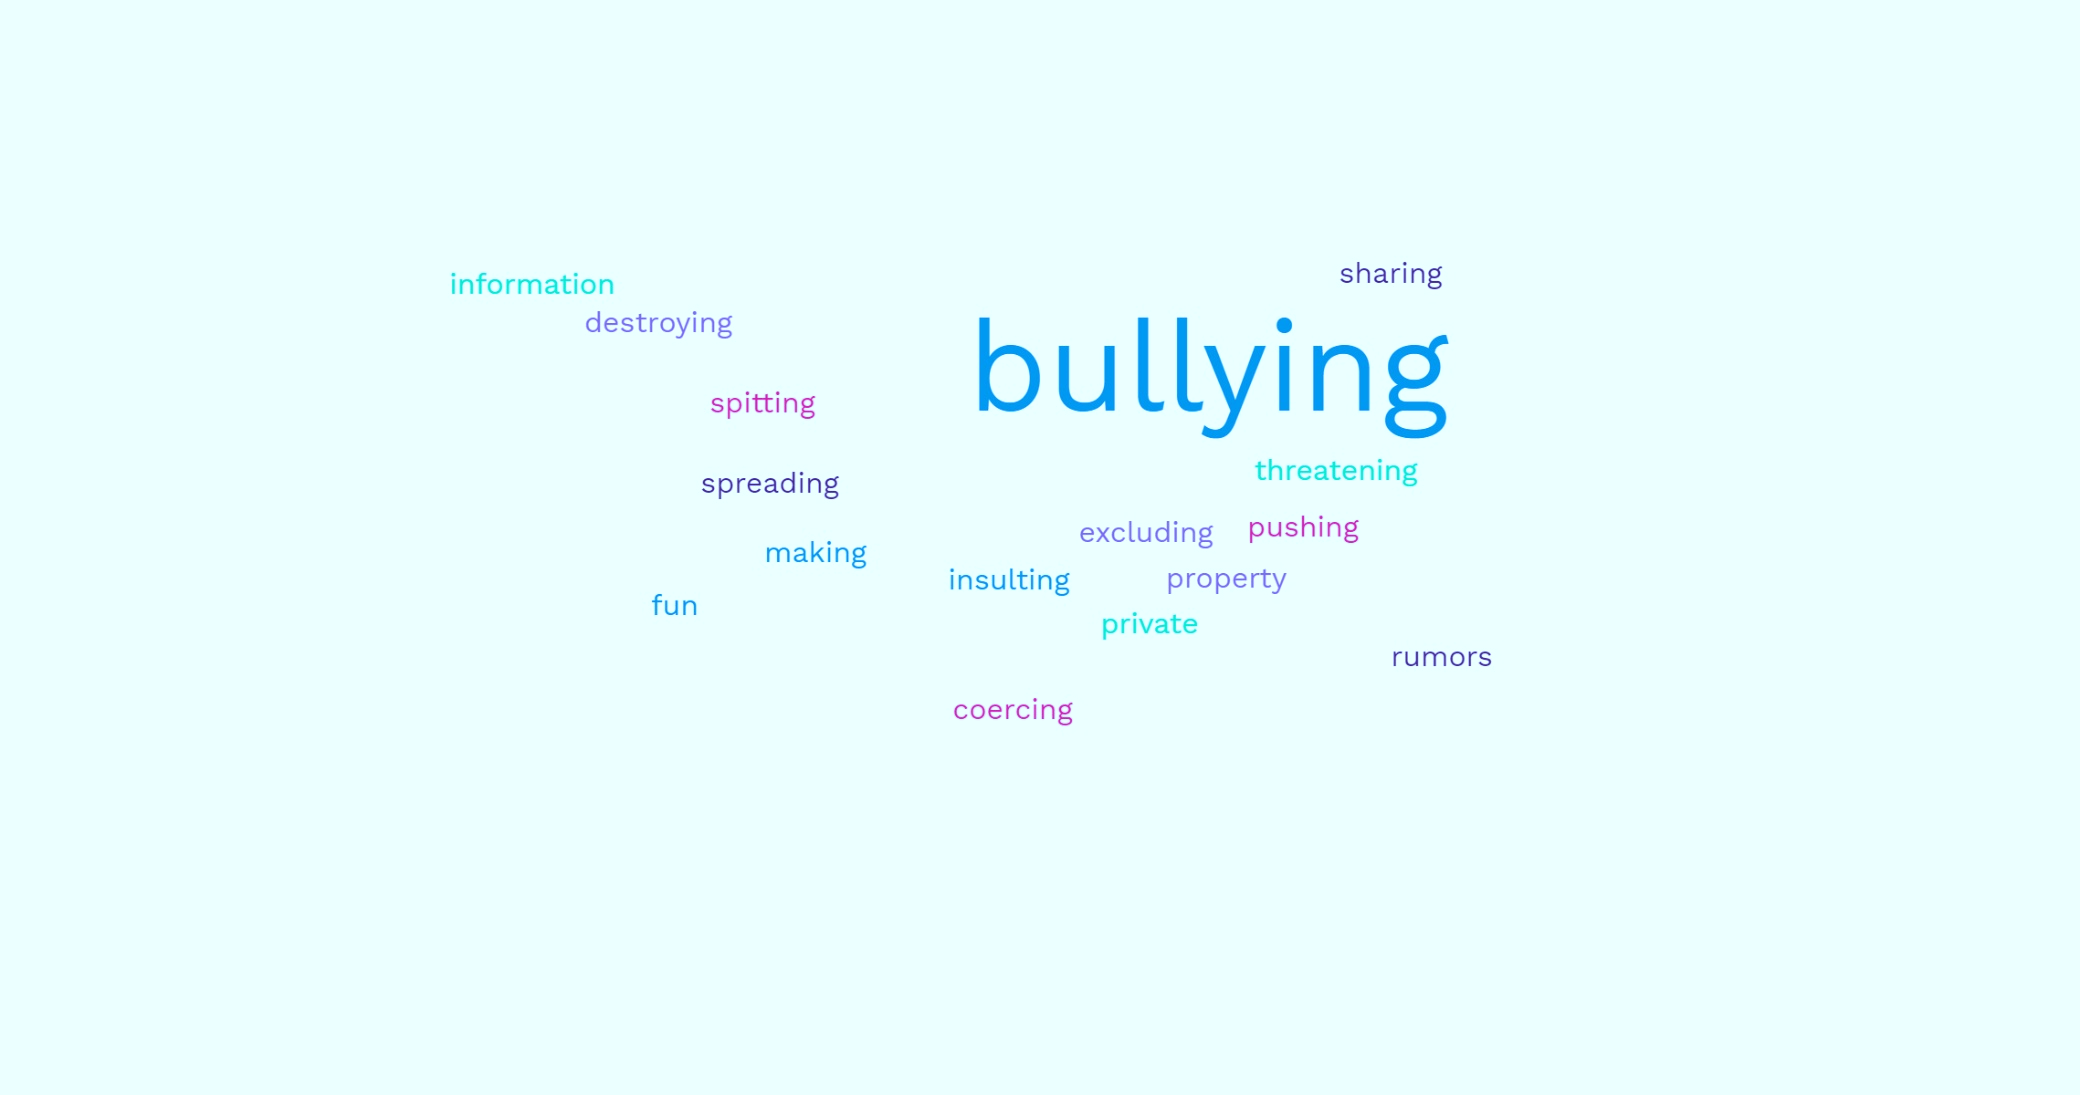 sharing
information
destroying
bullying
spitting
threatening
spreading
pushing
excluding
making
property
insulting
fun
private
rumors
coercing